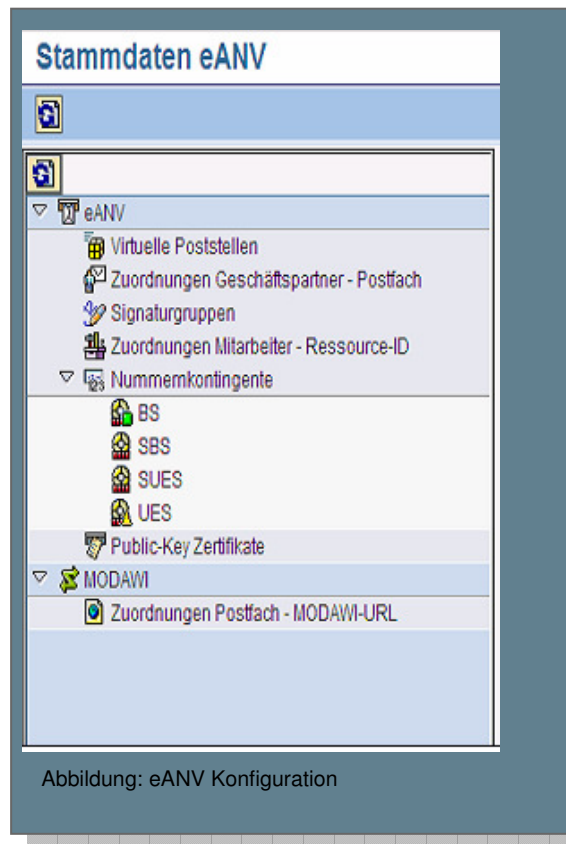 Stammdaten eANV
eANV
Virtuelle Poststellen
Zuordnungen Geschäftspartner - Postfach
Signaturgruppen
Zuordnungen Mitarbeiter - Ressource-ID
Nummernkontingente
BS
SBS
SUES
UES
Public-Key Zertifikate
MODAWI
Zuordnungen Postfach - MODAWI-URL
Abbildung: eANV Konfiguration